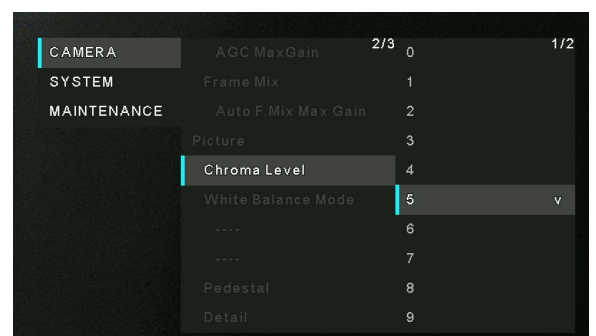 CAMERA
SYSTEM
MAINTENANCE
2/3
AGC MaxGain
Frame Mix
Auto F.Mix Max Gain
Picture
Chroma Level
White Balance Mode
----
----
Pedestal
Detail
1/2
0
1
2
3
4
5 v
6
7
8
9